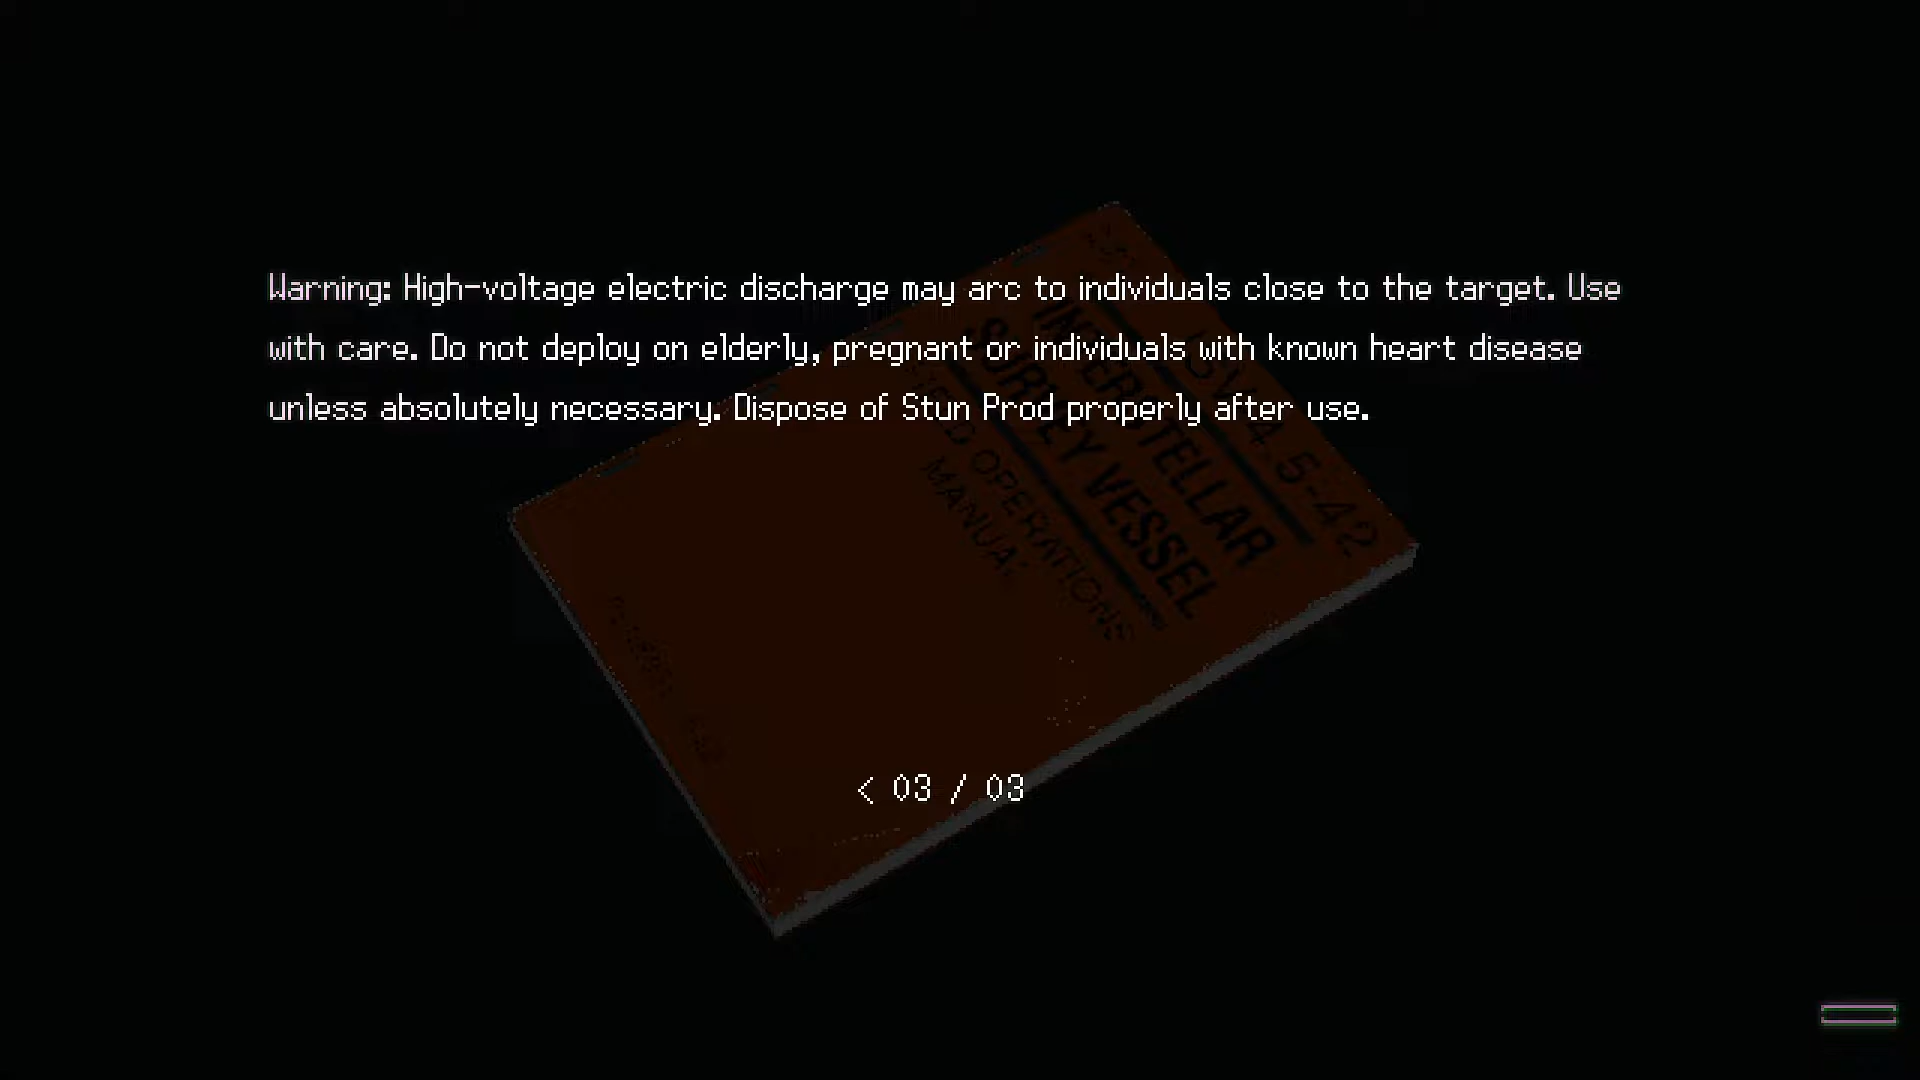 Warning: High-voltage electric discharge may arc to individuals close to the target. Use
with care. Do not deploy on elderly, pregnant or individuals with known heart disease
unless absolutely necessary. Dispose of Stun Prod properly after use.
5-42
INTERSTELLAR
SURVEY VESSEL
OPERATIONS
< 03 / 03